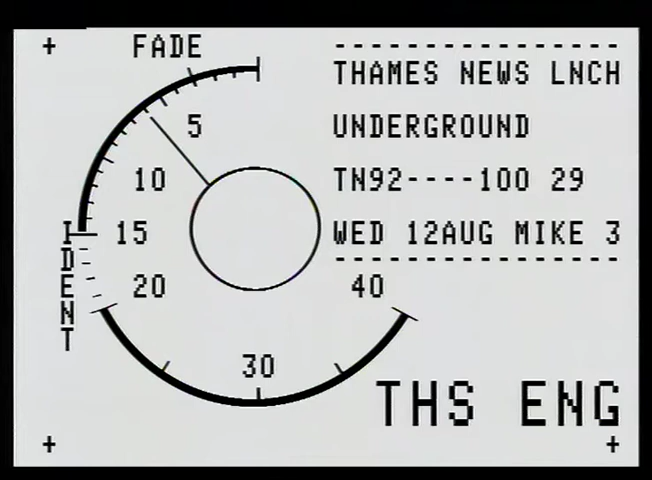 FADE
THAMES NEWS LNCH
UNDERGROUND
TN92----100 29
WED 12AUG MIKE 3
5
10
15
20
30
40
IDENT
THS ENG